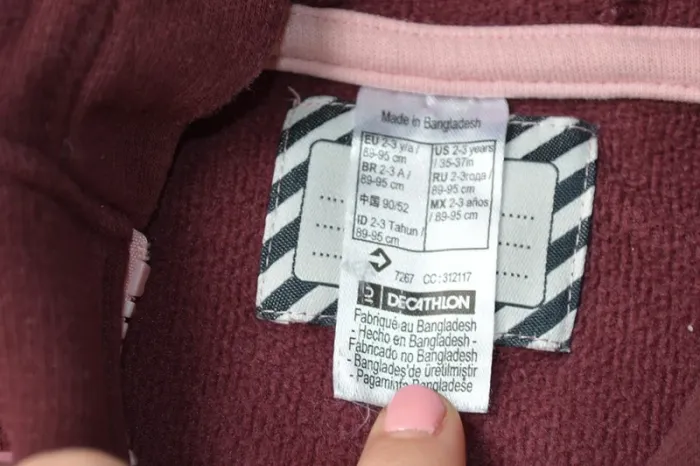 Made in Bangladesh
EU 2-3 y/a /
89-95 cm
BR 2-3 A /
89-95 cm
中国 90/52
ID 2-3 Tahun /
89-95 cm
US 2-3 years
/ 35-37in
RU 2-3года /
89-95 cm
MX 2-3 años
/ 89-95 cm
7267 CC : 312117
DECATHLON
Fabriqué au Bangladesh
- Hecho en Bangladesh -
Fabricado no Bangladesh
- Banglades'de üretilmiştir
- Pagaminta Bangladeše